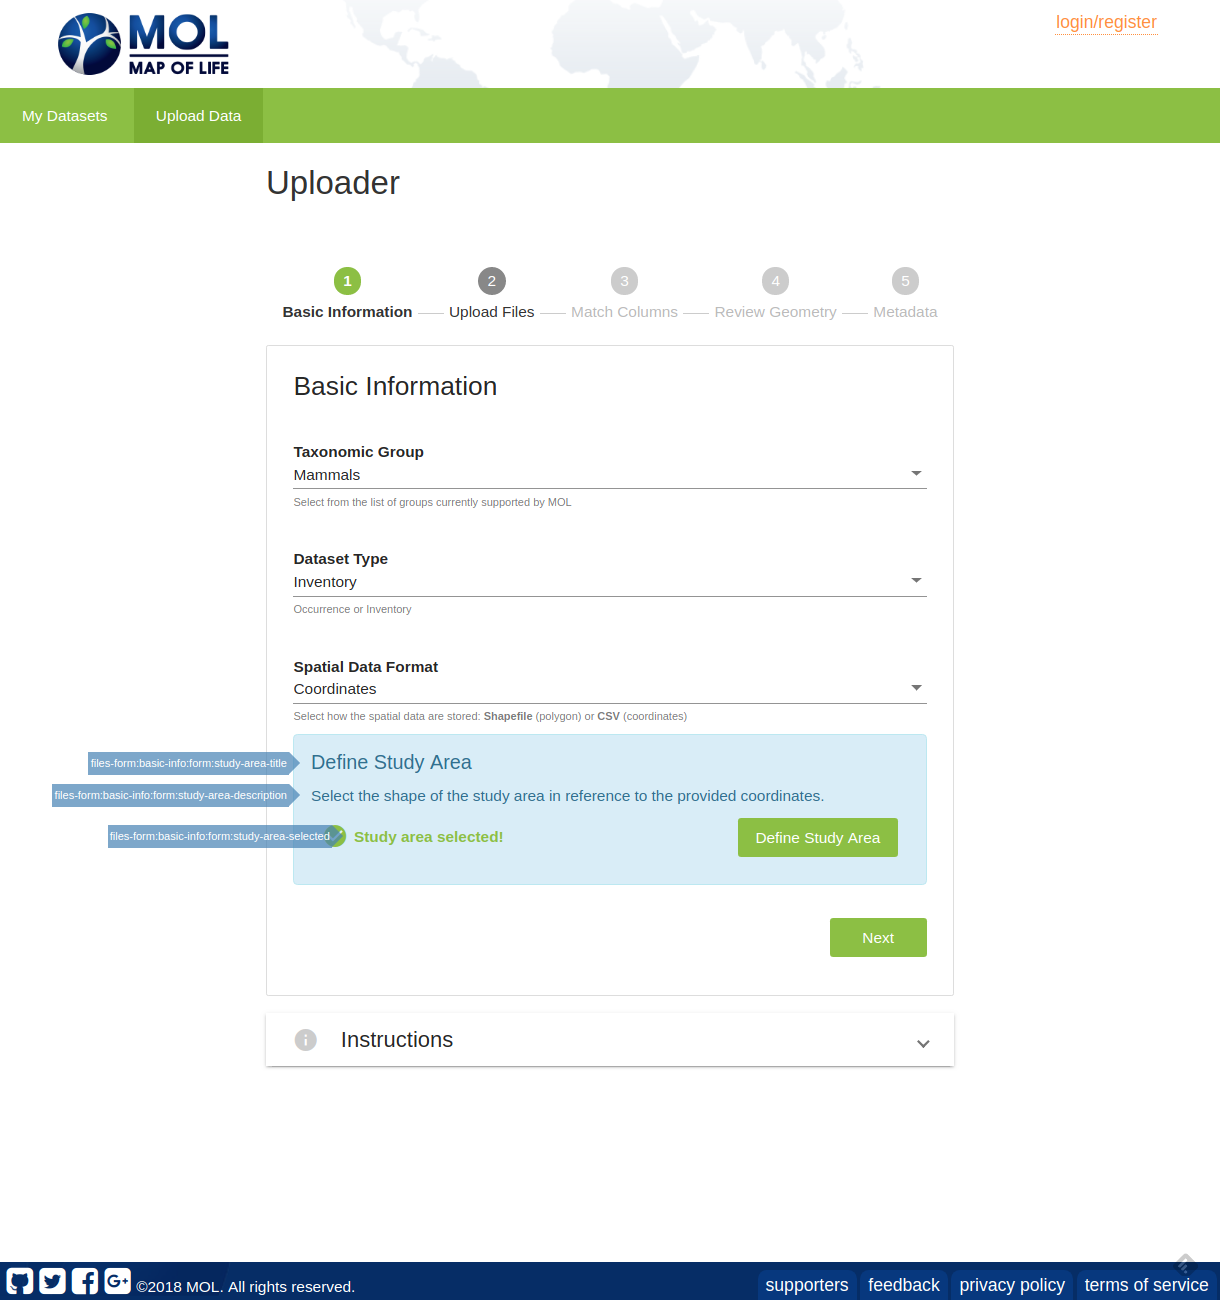 MOL
MAP OF LIFE
login/register
My Datasets
Upload Data
Uploader
1
2
3
4
5
Basic Information
Upload Files
Match Columns
Review Geometry
Metadata
Basic Information
Taxonomic Group
Mammals
Select from the list of groups currently supported by MOL
Dataset Type
Inventory
Occurrence or Inventory
Spatial Data Format
Coordinates
Select how the spatial data are stored: Shapefile (polygon) or CSV (coordinates)
files-form:basic-info:form:study-area-title
Define Study Area
files-form:basic-info:form:study-area-description
Select the shape of the study area in reference to the provided coordinates.
files-form:basic-info:form:study-area-selected
Study area selected!
Define Study Area
Next
Instructions
©2018 MOL. All rights reserved.
supporters
feedback
privacy policy
terms of service